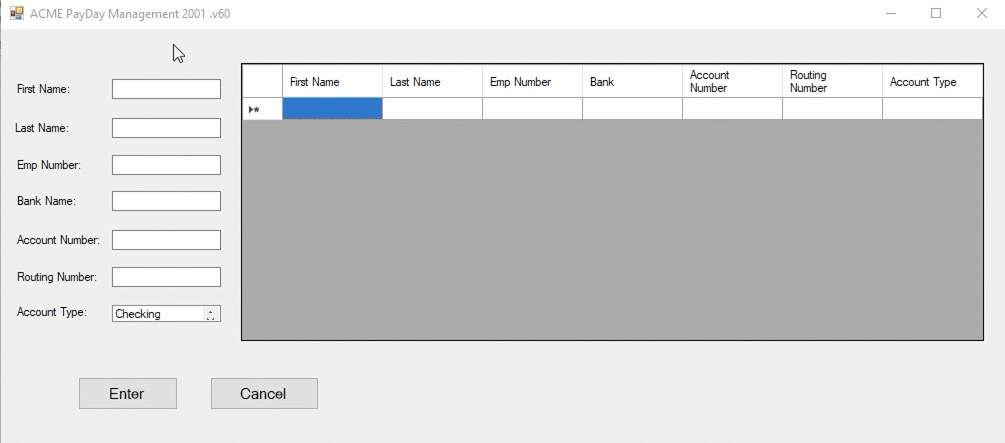 ACME PayDay Management 2001 .v60
First Name:
Last Name:
Emp Number:
Bank Name:
Account Number:
Routing Number:
Account Type:
Checking
First Name
Last Name
Emp Number
Bank
Account
Number
Routing
Number
Account Type
Enter
Cancel